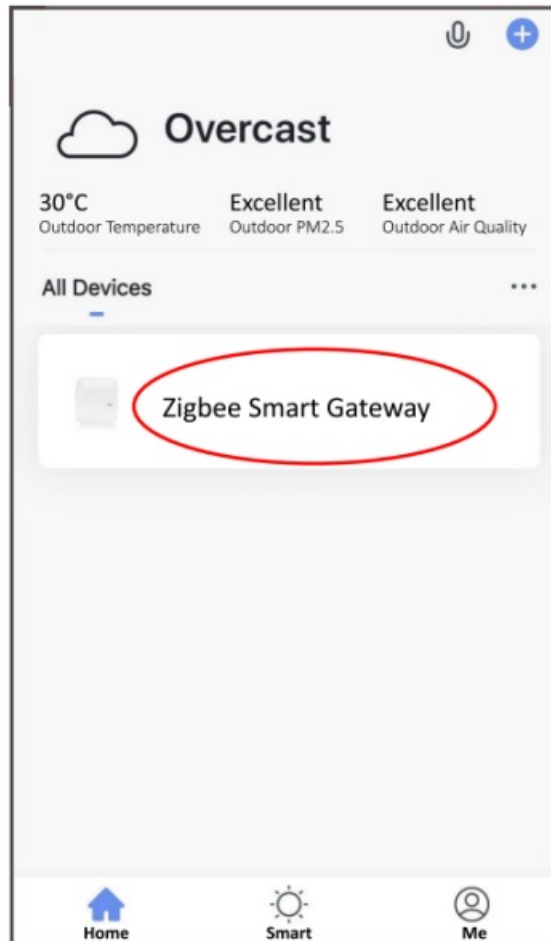 Overcast
30°C Excellent Excellent
Outdoor Temperature Outdoor PM2.5 Outdoor Air Quality
All Devices
Zigbee Smart Gateway
Home Smart Me